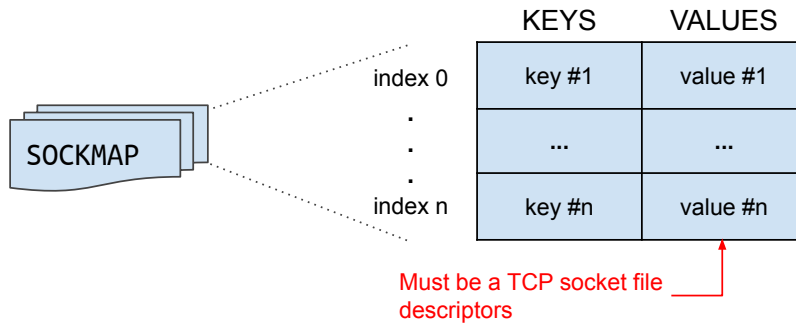 KEYS VALUES
index 0 key #1 value #1
. ... ...
.
.
index n key #n value #n
SOCKMAP
Must be a TCP socket file
descriptors